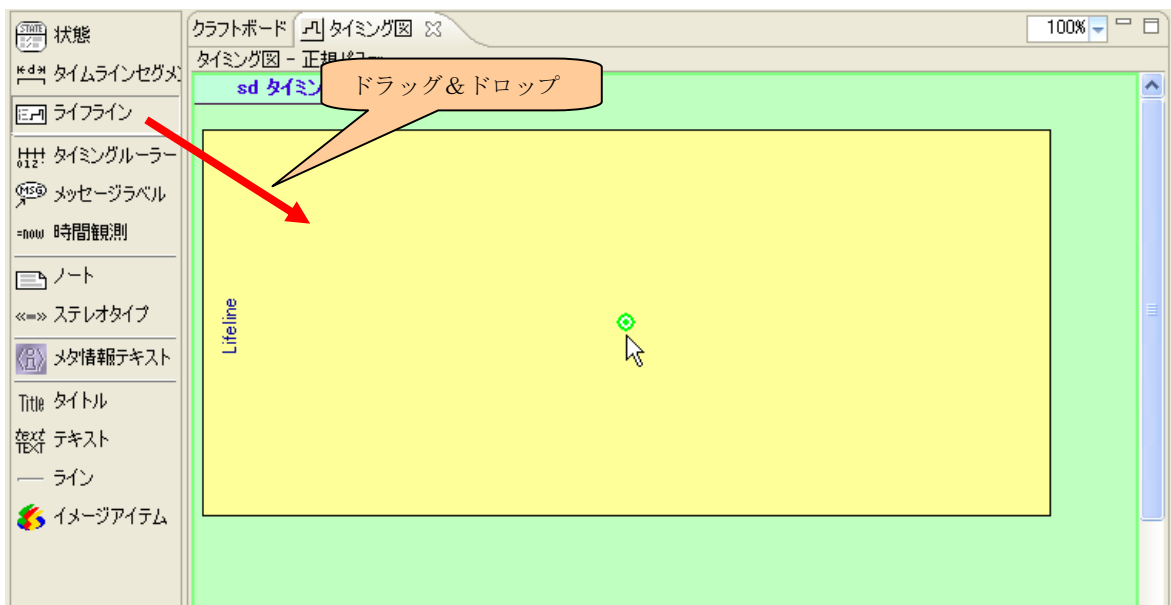 状態
タイムラインセグメン
ライフライン
タイミングルーラー
メッセージラベル
時間観測
ノート
ステレオタイプ
メタ情報テキスト
タイトル
テキスト
ライン
イメージアイテム
クラフトボード
タイミング図
100%
タイミング図 - 正規パ
sd タイミン
ドラッグ&ドロップ
Lifeline